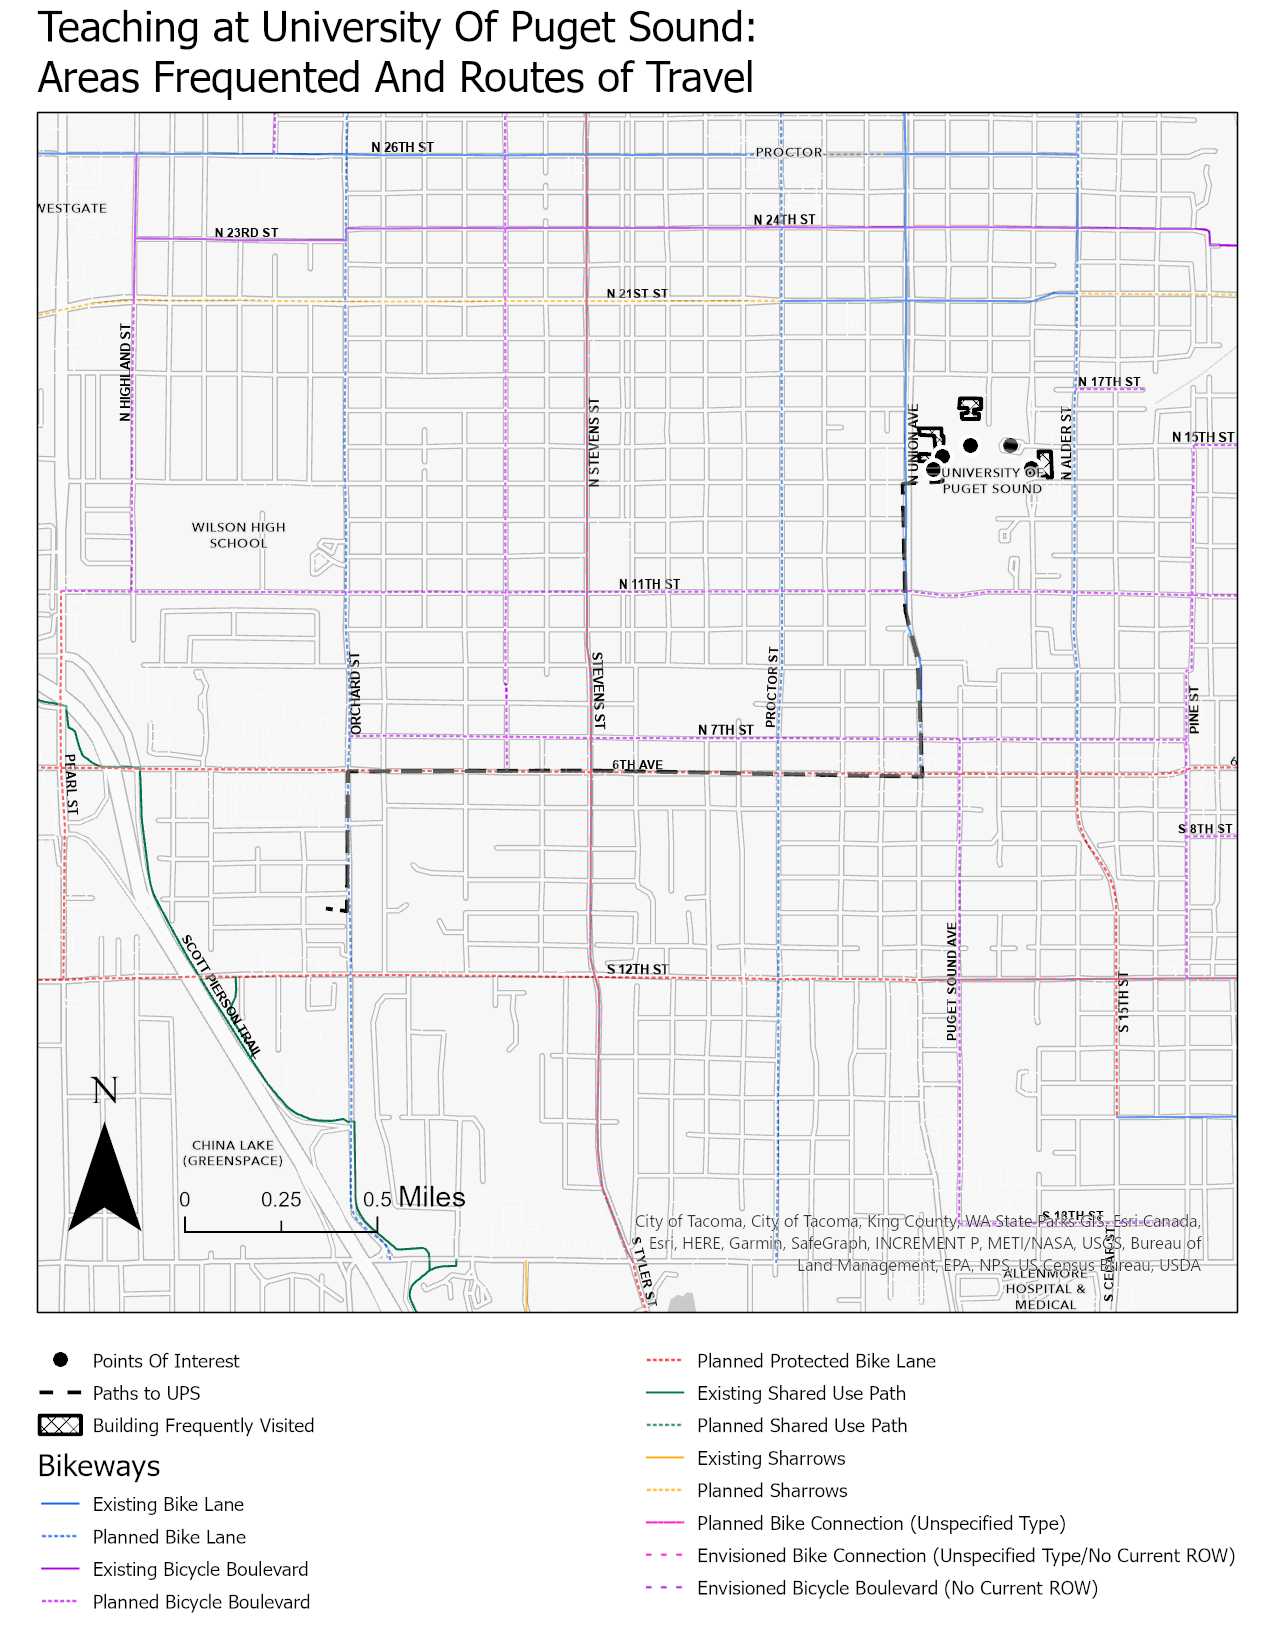 Teaching at University Of Puget Sound:
Areas Frequented And Routes of Travel
N 26TH ST
PROCTOR
WESTGATE
N 24TH ST
N 23RD ST
N 21ST ST
N HIGHLAND ST
N 17TH ST
N STEVENS ST
N UNION AVE
N ALDER ST
N 15TH ST
UNIVERSITY OF
PUGET SOUND
WILSON HIGH
SCHOOL
N 11TH ST
ORCHARD ST
STEVENS ST
PROCTOR ST
PINE ST
N 7TH ST
6TH AVE
6
PEARL ST
S 8TH ST
SCOTT PIERSON TRAIL
S 12TH ST
PUGET SOUND AVE
S 15TH ST
N
CHINA LAKE
(GREENSPACE)
0 0.25 0.5 Miles
S 18TH ST
City of Tacoma, City of Tacoma, King County, WA State Parks GIS, Esri Canada,
Esri, HERE, Garmin, SafeGraph, INCREMENT P, METI/NASA, USGS, Bureau of
Land Management, EPA, NPS, US Census Bureau, USDA
S TYLER ST
S CEDAR ST
ALLENMORE
HOSPITAL &
MEDICAL
Points Of Interest
Paths to UPS
Building Frequently Visited
Bikeways
Existing Bike Lane
Planned Bike Lane
Existing Bicycle Boulevard
Planned Bicycle Boulevard
Planned Protected Bike Lane
Existing Shared Use Path
Planned Shared Use Path
Existing Sharrows
Planned Sharrows
Planned Bike Connection (Unspecified Type)
Envisioned Bike Connection (Unspecified Type/No Current ROW)
Envisioned Bicycle Boulevard (No Current ROW)